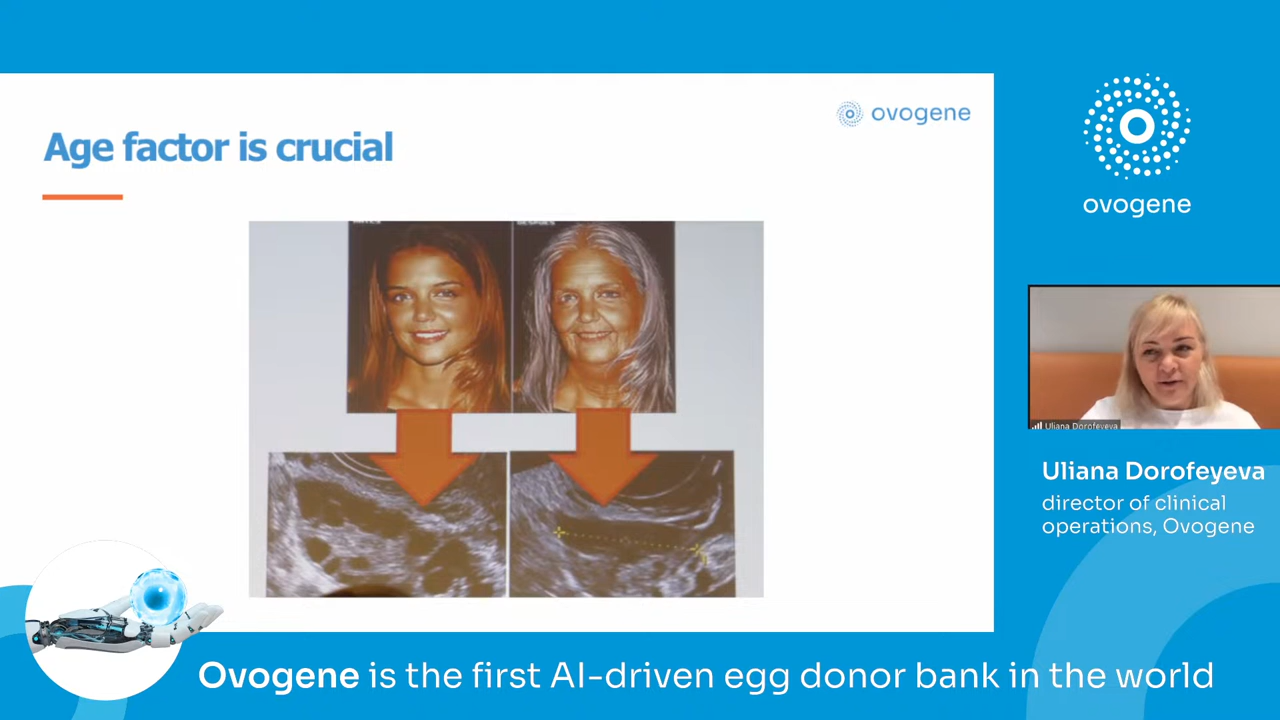 Age factor is crucial
ovogene
ovogene
Uliana Dorofeyeva
Uliana Dorofeyeva
director of clinical
operations, Ovogene
Ovogene is the first AI-driven egg donor bank in the world